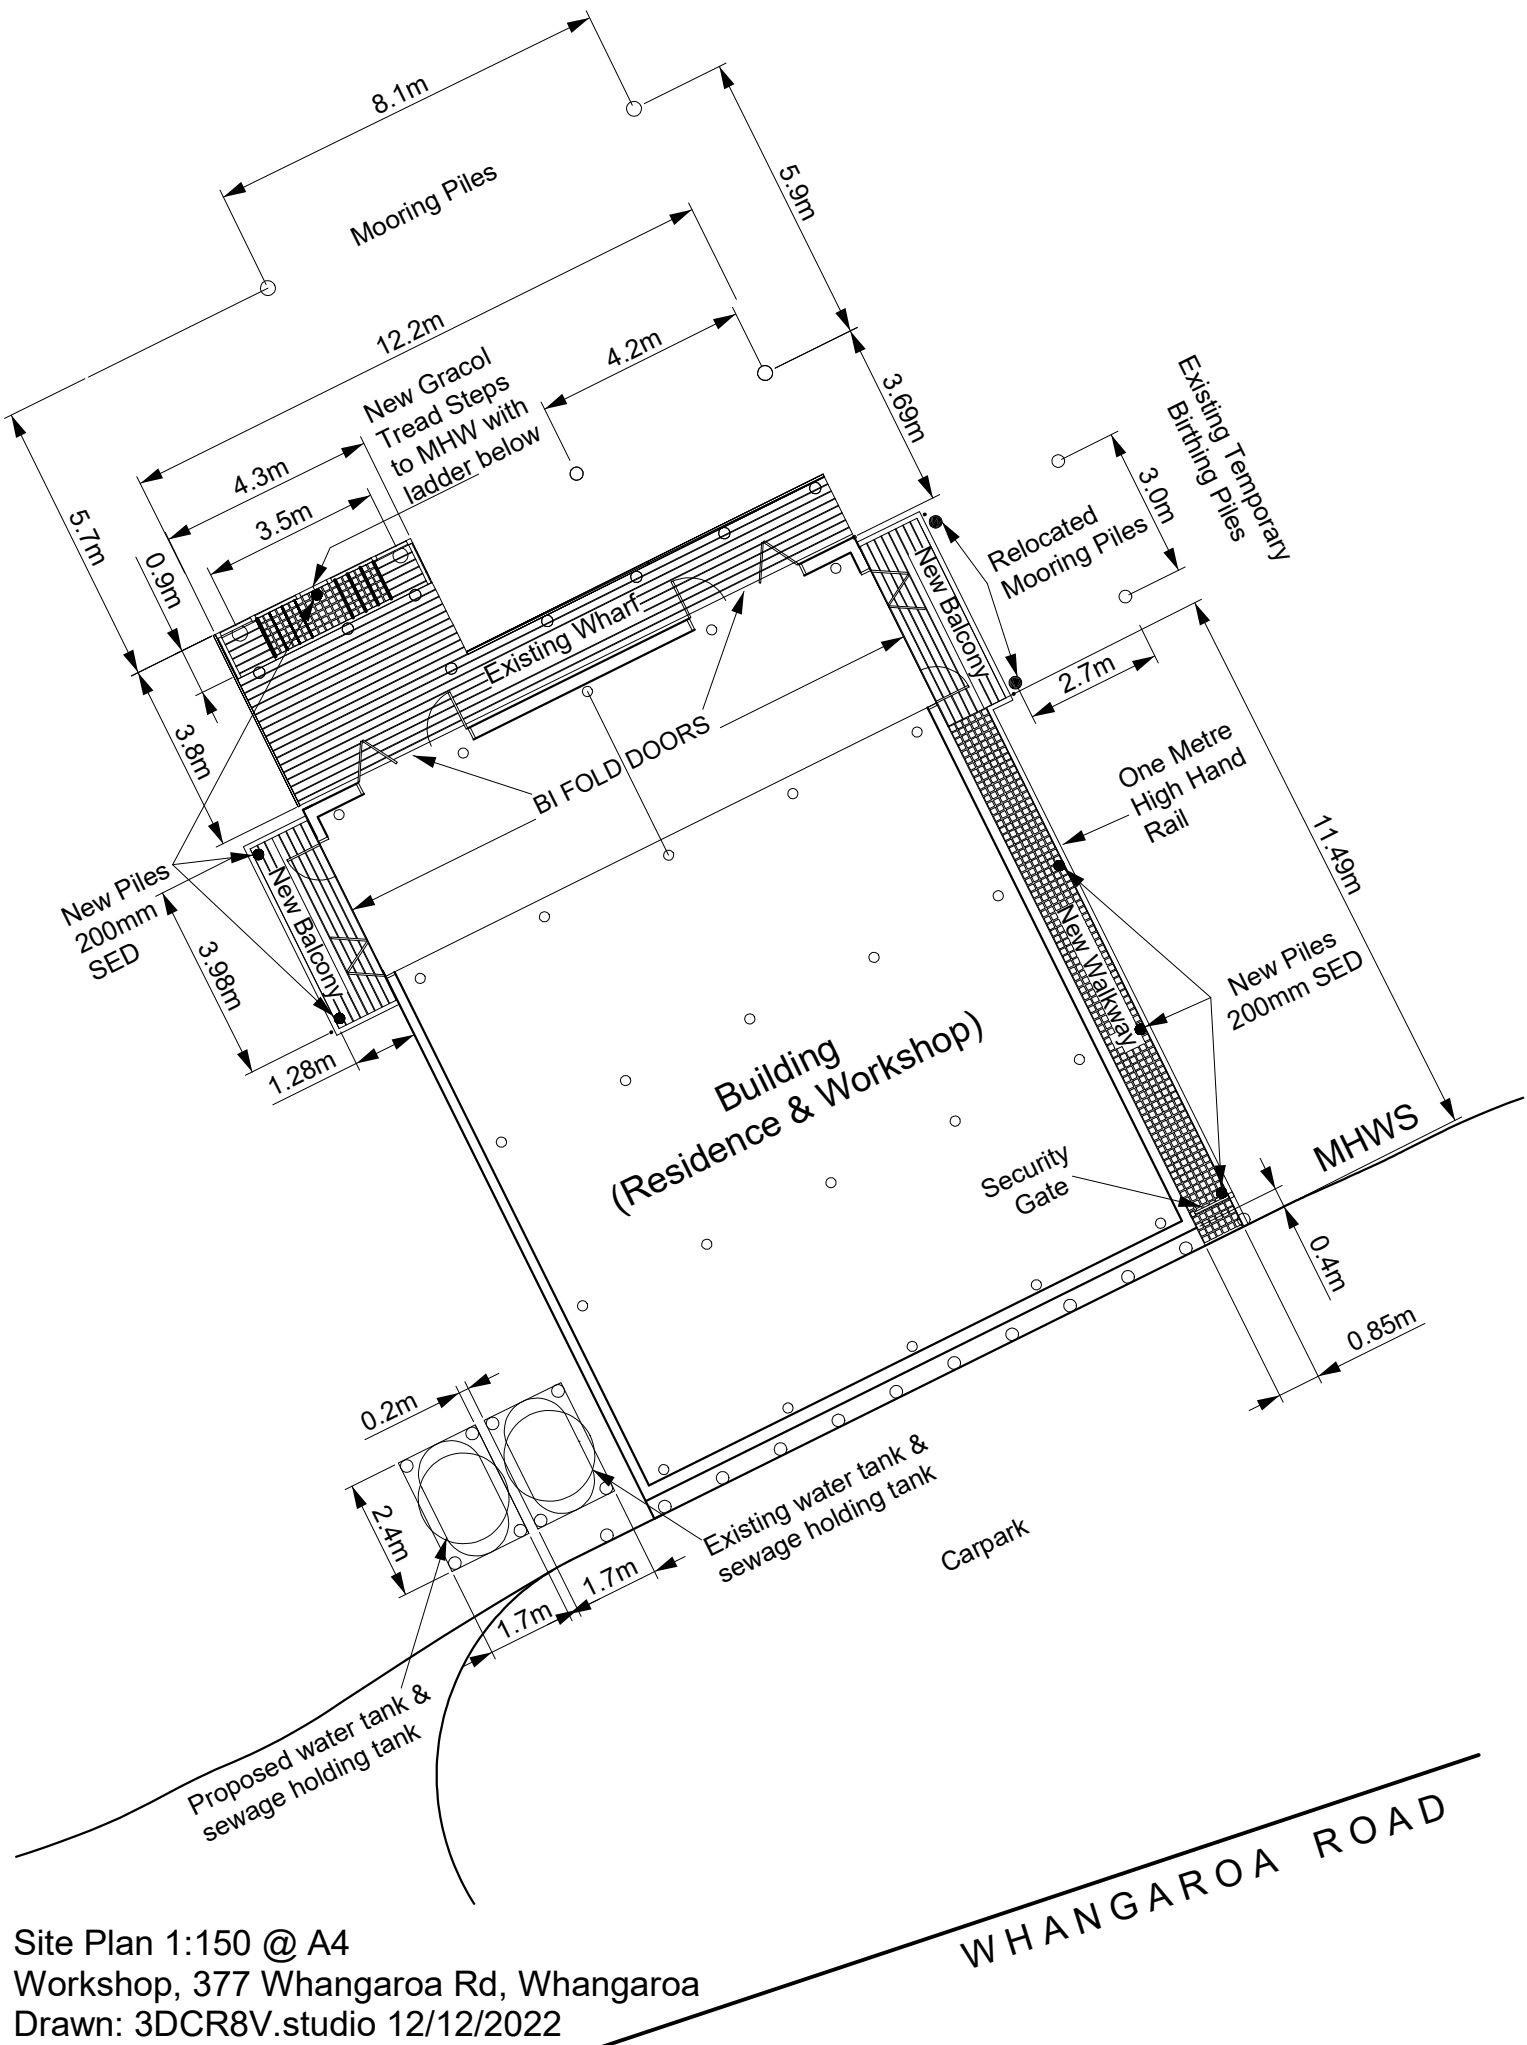 8.1m
Mooring Piles
5.9m
12.2m
4.2m
New Gracol
Tread Steps
to MHW with
ladder below
3.69m
Existing Temporary
Birthing Piles
3.0m
4.3m
3.5m
5.7m
0.9m
Relocated
Mooring Piles
New Balcony
Existing Wharf
2.7m
3.8m
BI FOLD DOORS
One Metre
High Hand
Rail
11.49m
New Piles
200mm
SED
New Balcony
3.98m
1.28m
New Walkway
New Piles
200mm SED
Building
(Residence & Workshop)
MHWS
Security
Gate
0.4m
0.85m
0.2m
2.4m
Existing water tank &
sewage holding tank
Carpark
1.7m
1.7m
Proposed water tank &
sewage holding tank
WHANGAROA ROAD
Site Plan 1:150 @ A4
Workshop, 377 Whangaroa Rd, Whangaroa
Drawn: 3DCR8V.studio 12/12/2022